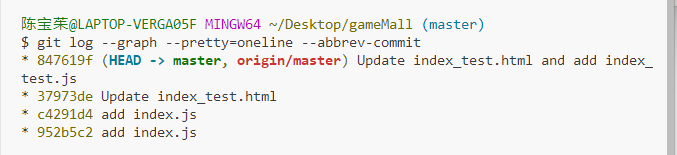 陈宝茱@LAPTOP-VERGA05F MINGW64 ~/Desktop/gameMall (master)
$ git log --graph --pretty=oneline --abbrev-commit
* 847619f (HEAD -> master, origin/master) Update index_test.html and add index_
test.js
* 37973de Update index_test.html
* c4291d4 add index.js
* 952b5c2 add index.js